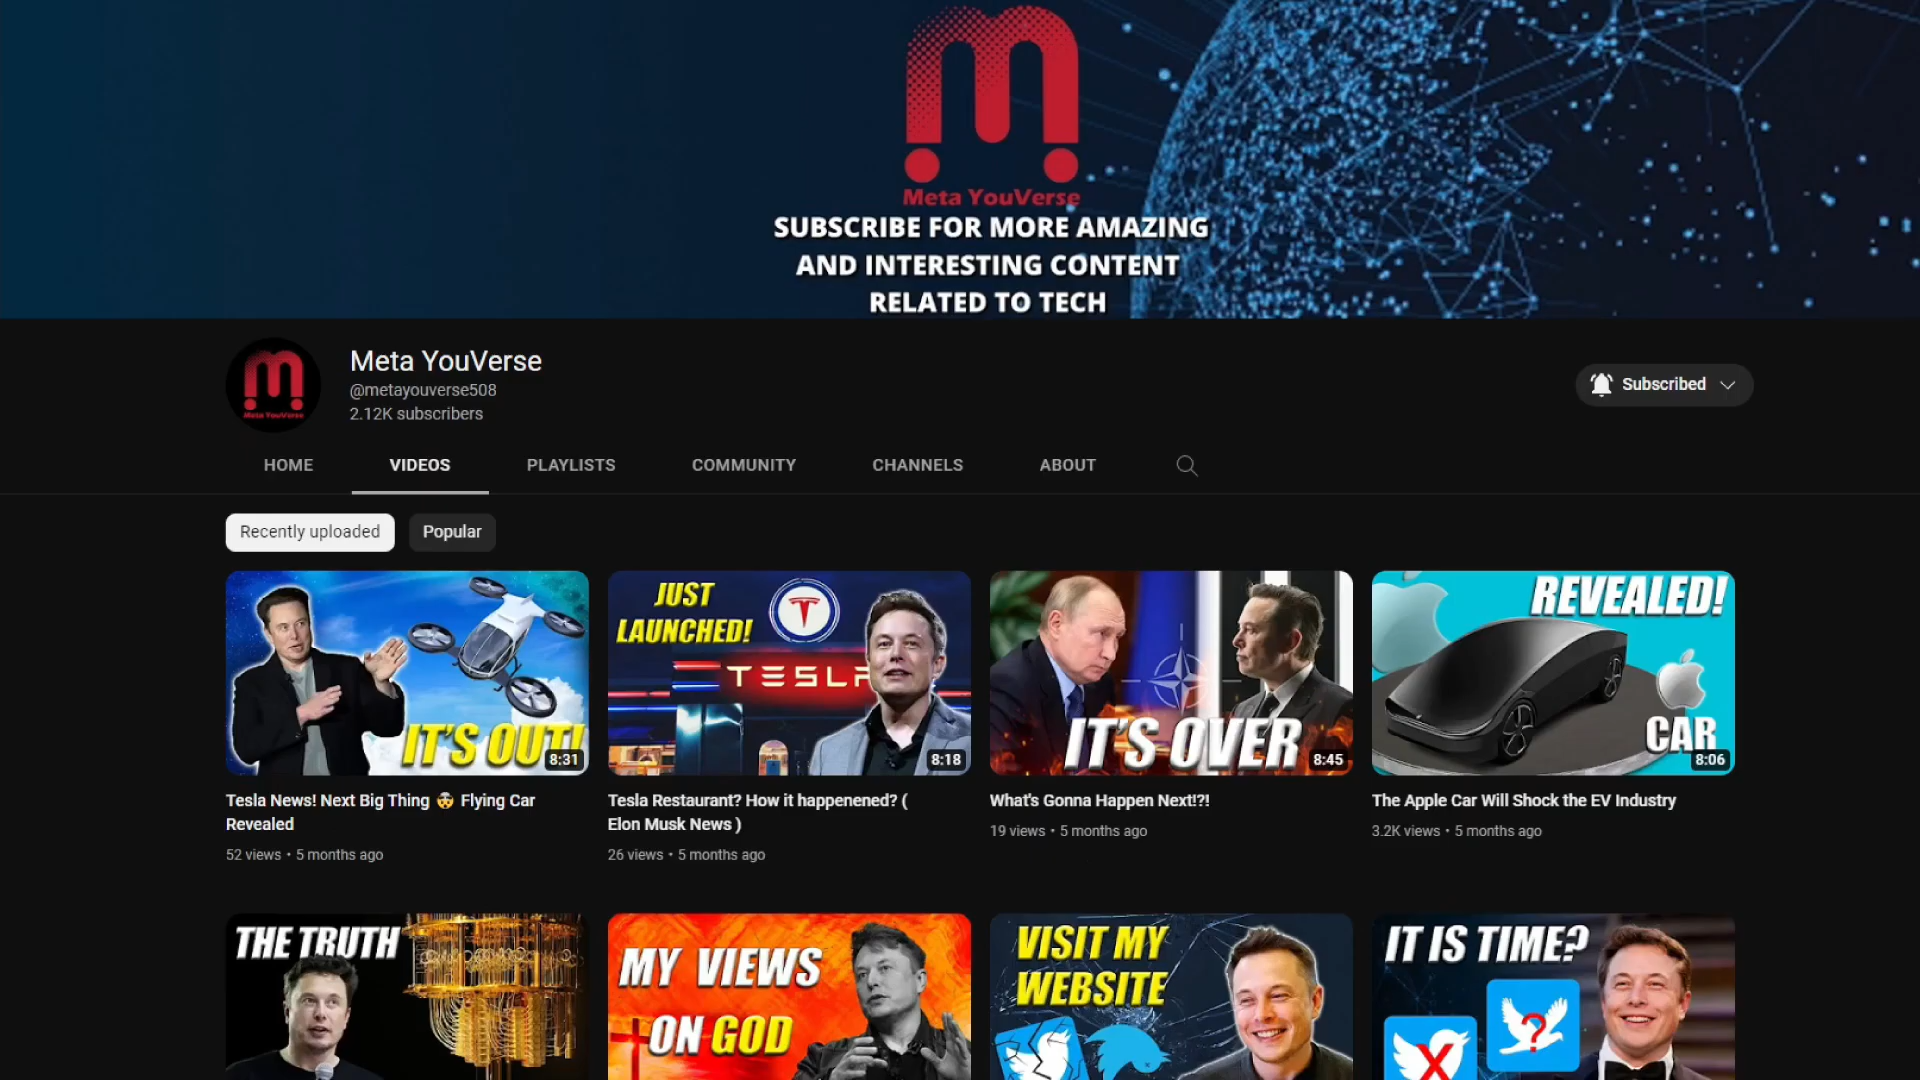 Meta YouVerse
SUBSCRIBE FOR MORE AMAZING
AND INTERESTING CONTENT
RELATED TO TECH
Meta YouVerse
Meta YouVerse
@metayouverse508
2.12K subscribers
Subscribed
HOME
VIDEOS
PLAYLISTS
COMMUNITY
CHANNELS
ABOUT
Recently uploaded
Popular
IT'S OUT!
8:31
JUST
LAUNCHED!
TESLA
8:18
IT'S OVER
8:45
REVEALED!
CAR
8:06
Tesla News! Next Big Thing 🤯 Flying Car
Revealed
52 views • 5 months ago
Tesla Restaurant? How it happenened? (
Elon Musk News )
26 views • 5 months ago
What's Gonna Happen Next!?!
19 views • 5 months ago
The Apple Car Will Shock the EV Industry
3.2K views • 5 months ago
THE TRUTH
MY VIEWS
ON GOD
VISIT MY
WEBSITE
IT IS TIME?
?
X